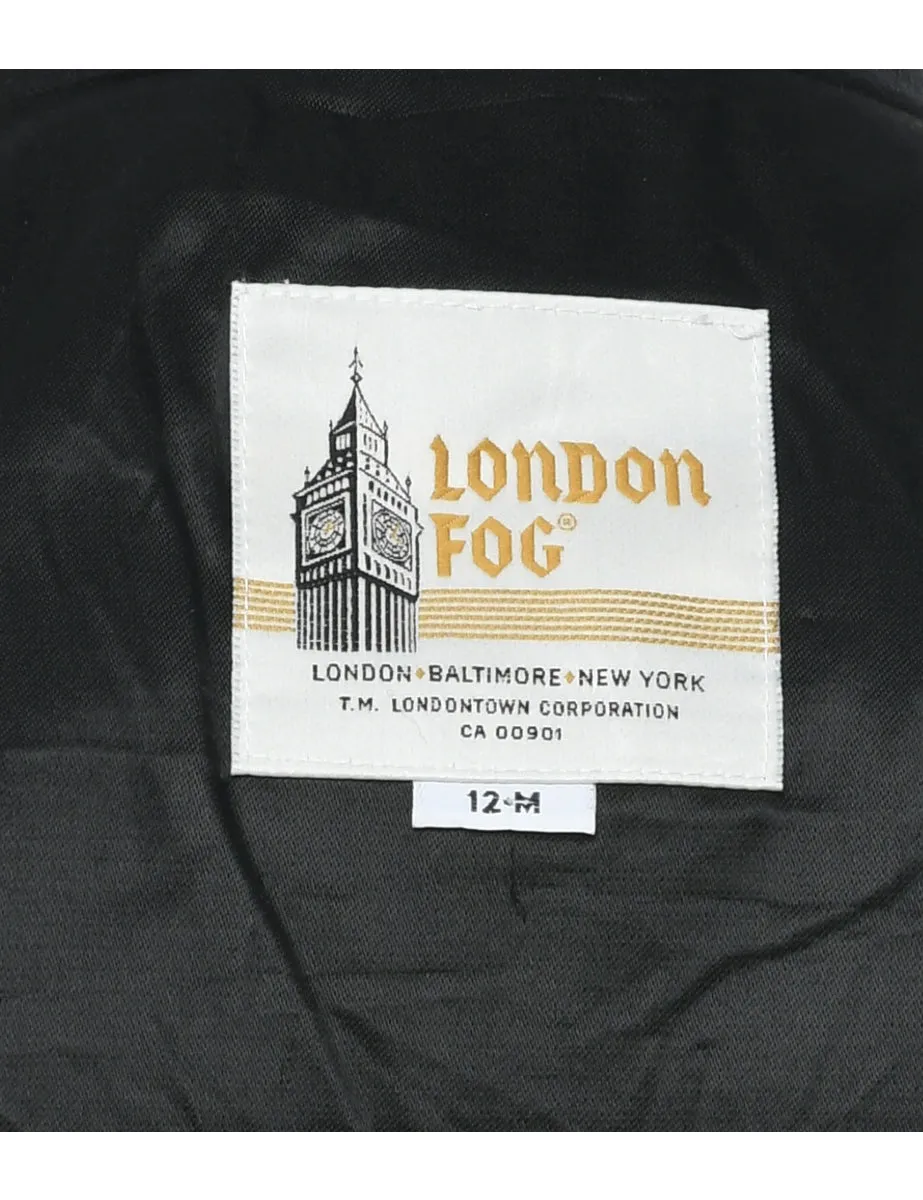 LONDON
FOG®
LONDON♦BALTIMORE♦NEW YORK
T.M. LONDONTOWN CORPORATION
CA 00901
12-M